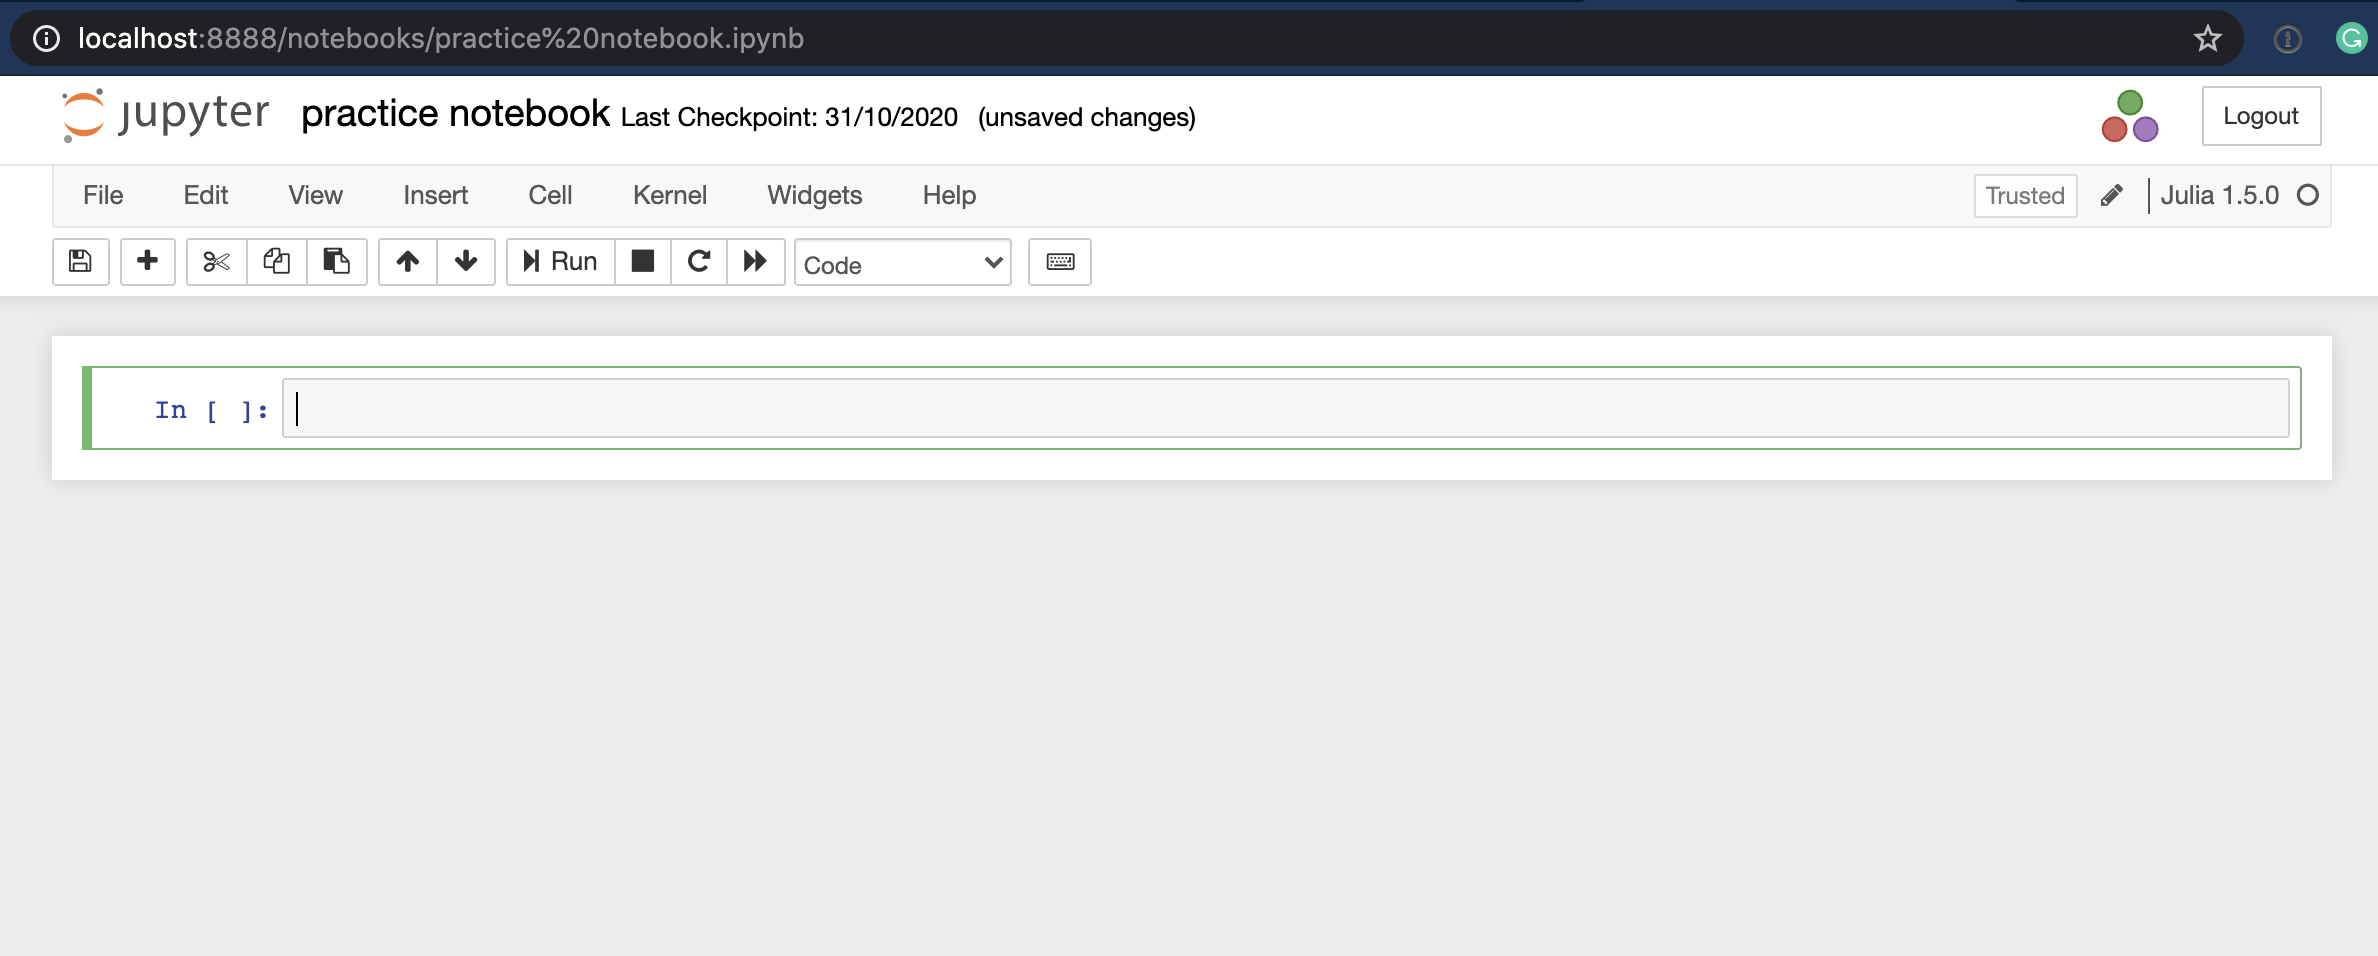 localhost:8888/notebooks/practice%20notebook.ipynb
jupyter practice notebook Last Checkpoint: 31/10/2020 (unsaved changes)
Logout
File Edit View Insert Cell Kernel Widgets Help Trusted Julia 1.5.0
Run Code
In [ ]: